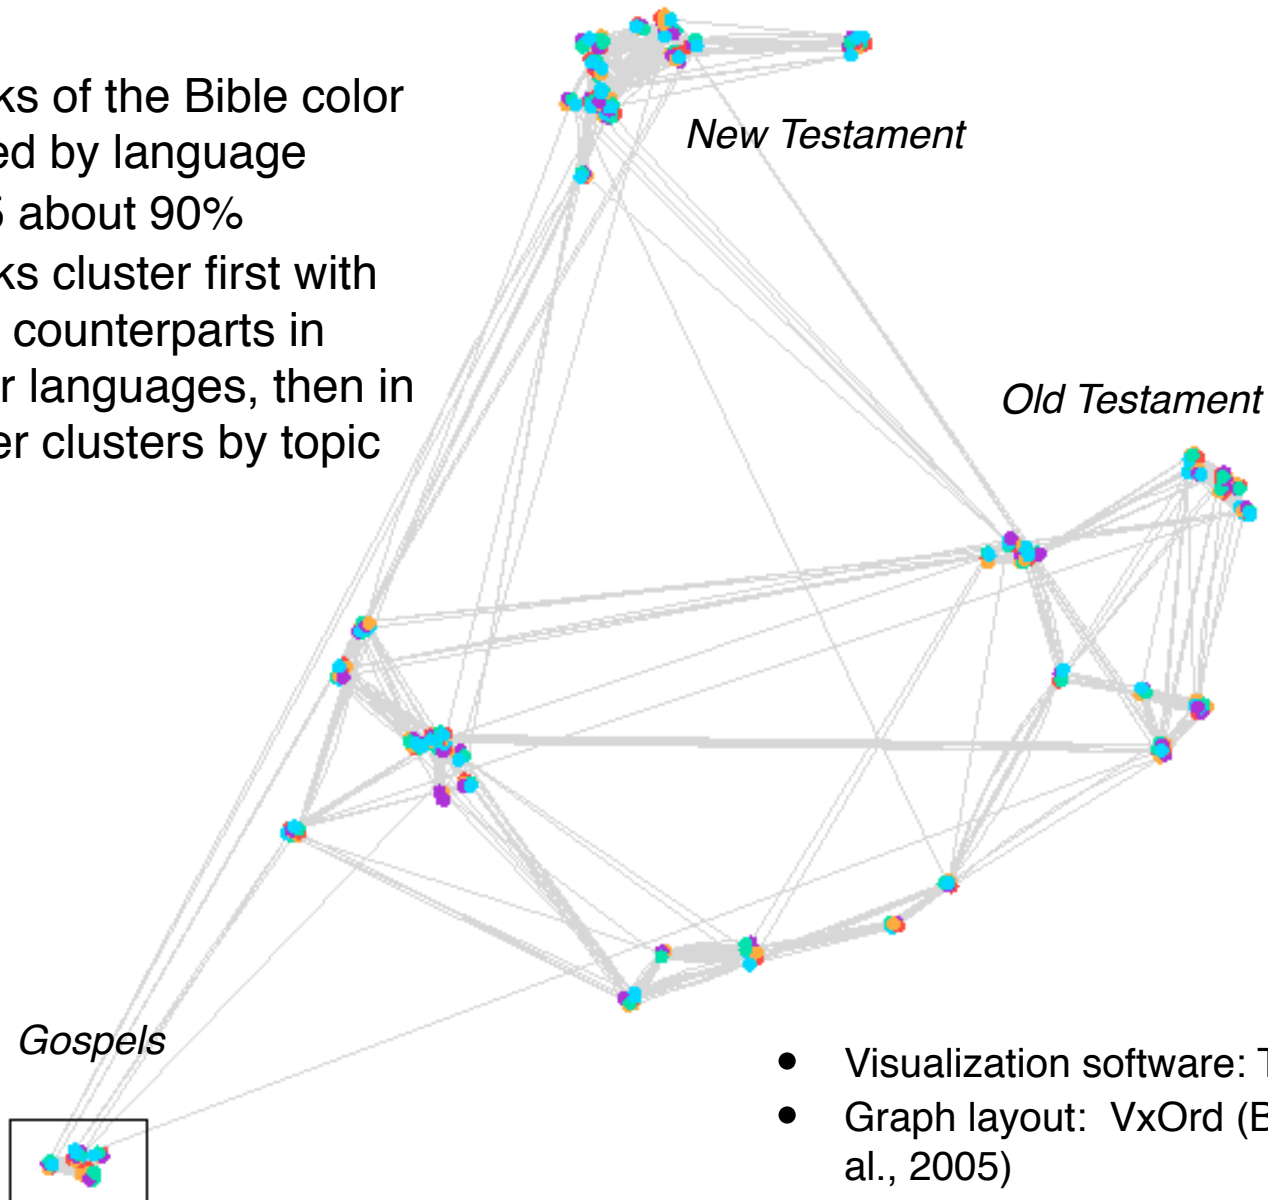 ks of the Bible color
ed by language
about 90%
ks cluster first with
counterparts in
r languages, then in
er clusters by topic
New Testament
Old Testament
Gospels
• Visualization software: T
• Graph layout: VxOrd (B
al., 2005)